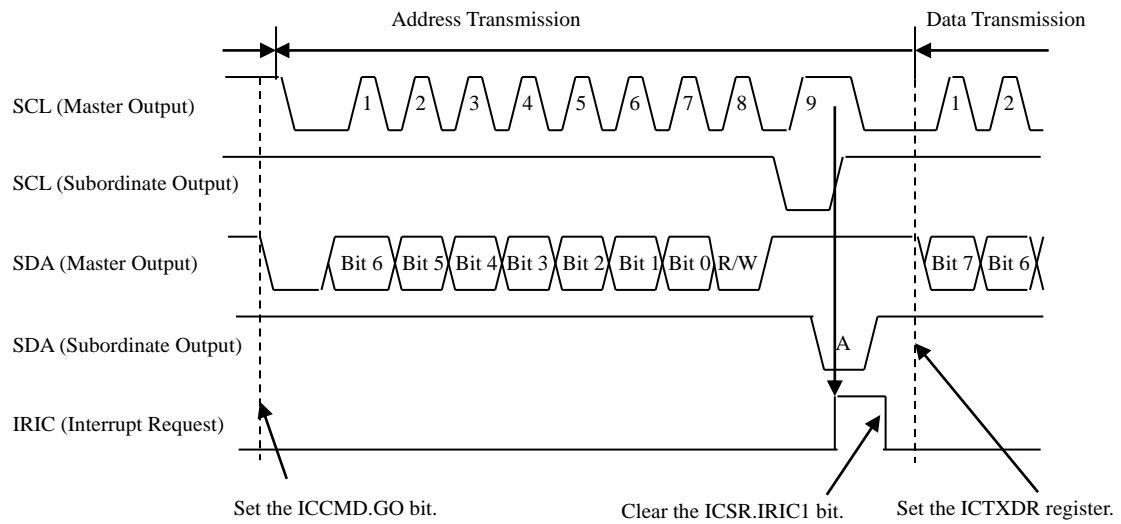 Address Transmission Data Transmission
SCL (Master Output) 1 2 3 4 5 6 7 8 9 1 2
SCL (Subordinate Output)
SDA (Master Output) Bit 6 Bit 5 Bit 4 Bit 3 Bit 2 Bit 1 Bit 0 R/W Bit 7 Bit 6
SDA (Subordinate Output) A
IRIC (Interrupt Request)
Set the ICCMD.GO bit. Clear the ICSR.IRIC1 bit. Set the ICTXDR register.